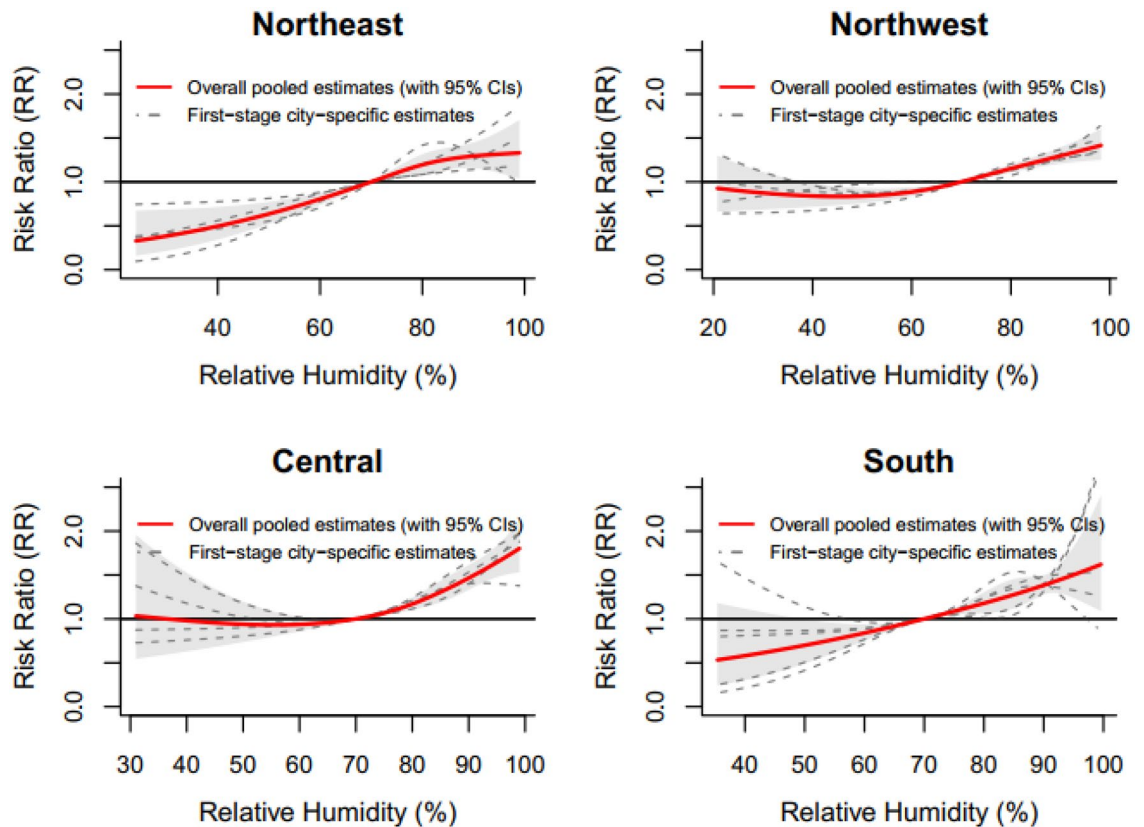 Northeast
Risk Ratio (RR)
2.0
1.0
0.0
Overall pooled estimates (with 95% CIs)
First−stage city−specific estimates
40 60 80 100
Relative Humidity (%)
Northwest
Risk Ratio (RR)
2.0
1.0
0.0
Overall pooled estimates (with 95% CIs)
First−stage city−specific estimates
20 40 60 80 100
Relative Humidity (%)
Central
Risk Ratio (RR)
2.0
1.0
0.0
Overall pooled estimates (with 95% CIs)
First−stage city−specific estimates
30 40 50 60 70 80 90 100
Relative Humidity (%)
South
Risk Ratio (RR)
2.0
1.0
0.0
Overall pooled estimates (with 95% CIs)
First−stage city−specific estimates
40 50 60 70 80 90 100
Relative Humidity (%)